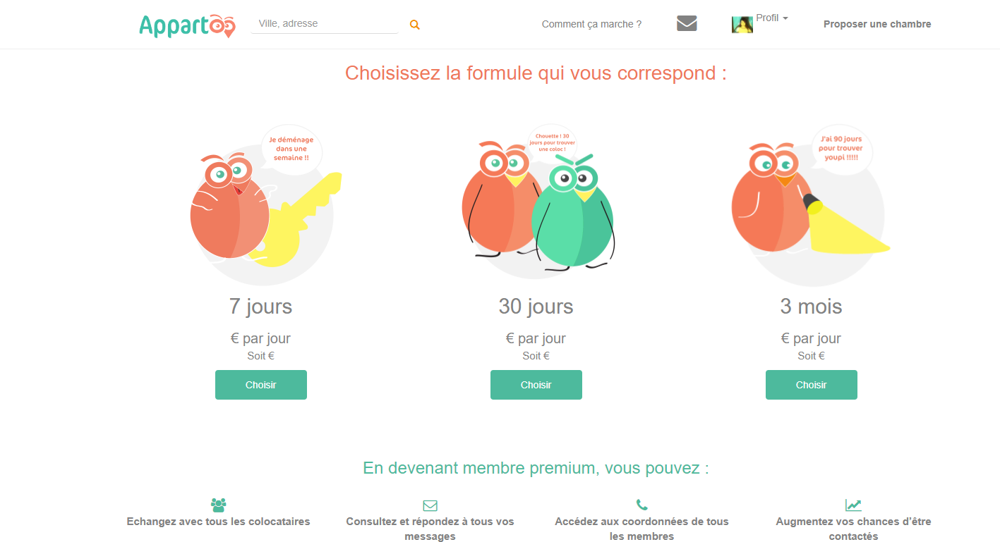 Appartoo
Ville, adresse
Comment ça marche ?
Profil
Proposer une chambre
Choisissez la formule qui vous correspond :
Je déménage
dans une
semaine !!
Chouette ! 30
jours pour trouver
une coloc !
J'ai 90 jours
pour trouver
youpi !!!!!
7 jours
€ par jour
Soit €
Choisir
30 jours
€ par jour
Soit €
Choisir
3 mois
€ par jour
Soit €
Choisir
En devenant membre premium, vous pouvez :
Echangez avec tous les colocataires
Consultez et répondez à tous vos
messages
Accédez aux coordonnées de tous
les membres
Augmentez vos chances d’être
contactés